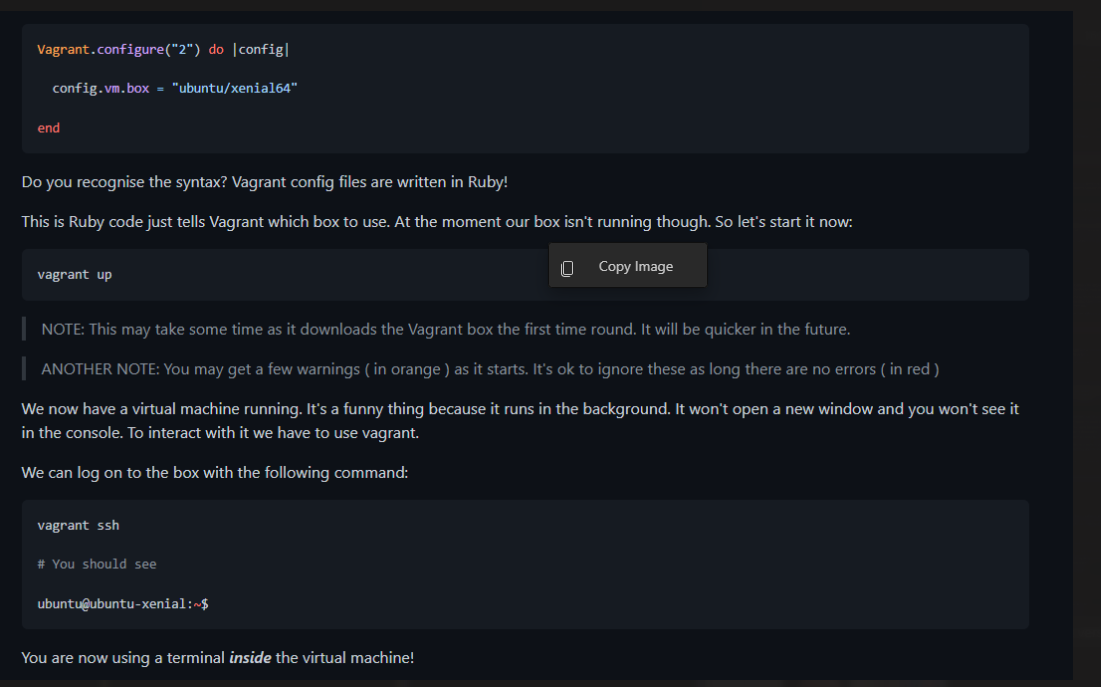 Vagrant.configure("2") do |config|
config.vm.box = "ubuntu/xenial64"
end
Do you recognise the syntax? Vagrant config files are written in Ruby!
This is Ruby code just tells Vagrant which box to use. At the moment our box isn't running though. So let's start it now:
vagrant up
Copy Image
NOTE: This may take some time as it downloads the Vagrant box the first time round. It will be quicker in the future.
ANOTHER NOTE: You may get a few warnings ( in orange ) as it starts. It's ok to ignore these as long there are no errors ( in red )
We now have a virtual machine running. It's a funny thing because it runs in the background. It won't open a new window and you won't see it
in the console. To interact with it we have to use vagrant.
We can log on to the box with the following command:
vagrant ssh
# You should see
ubuntu@ubuntu-xenial:~$
You are now using a terminal inside the virtual machine!